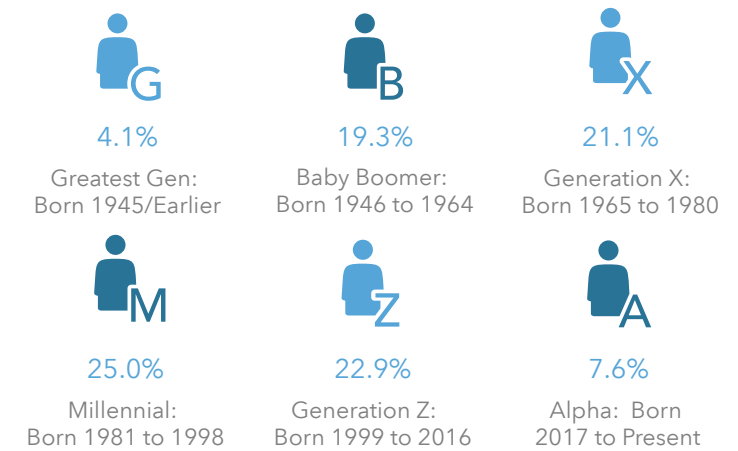 G
B
X
4.1%
19.3%
21.1%
Greatest Gen:
Born 1945/Earlier
Baby Boomer:
Born 1946 to 1964
Generation X:
Born 1965 to 1980
M
Z
A
25.0%
22.9%
7.6%
Millennial:
Born 1981 to 1998
Generation Z:
Born 1999 to 2016
Alpha:  Born
2017 to Present